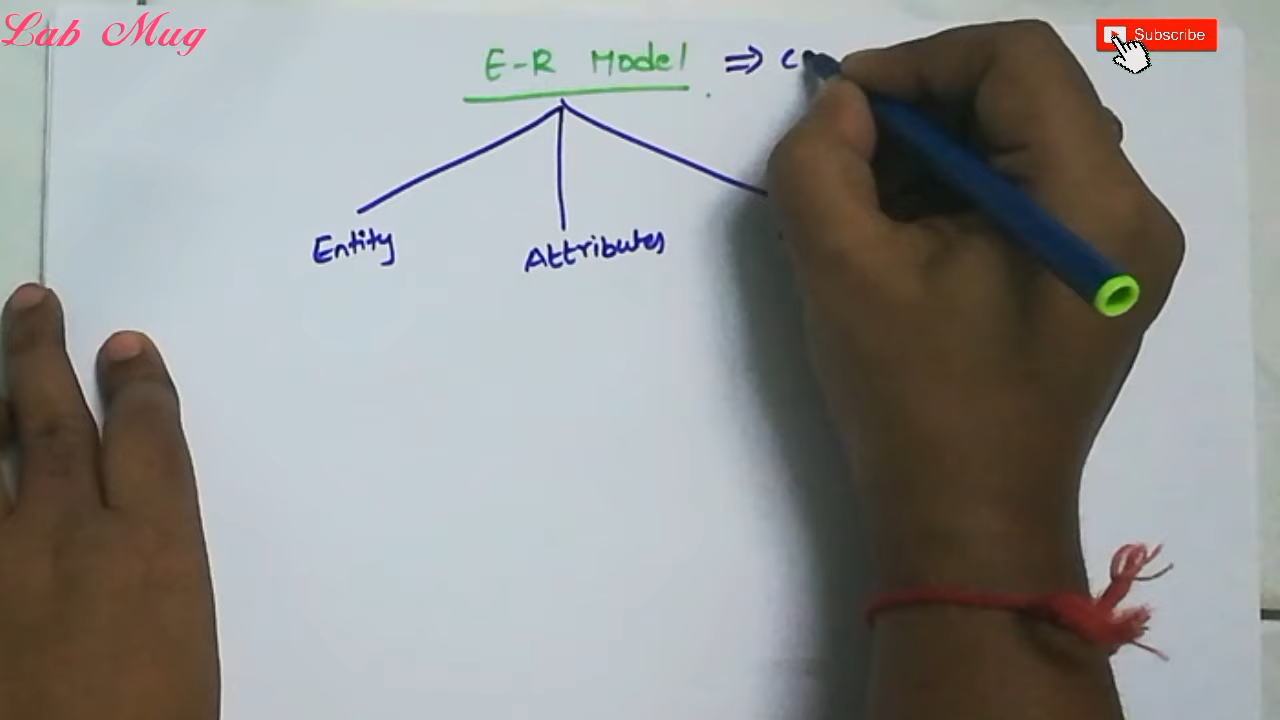 Lab Mug
Subscribe
E-R Model ⇒ C
Entity
Attributes